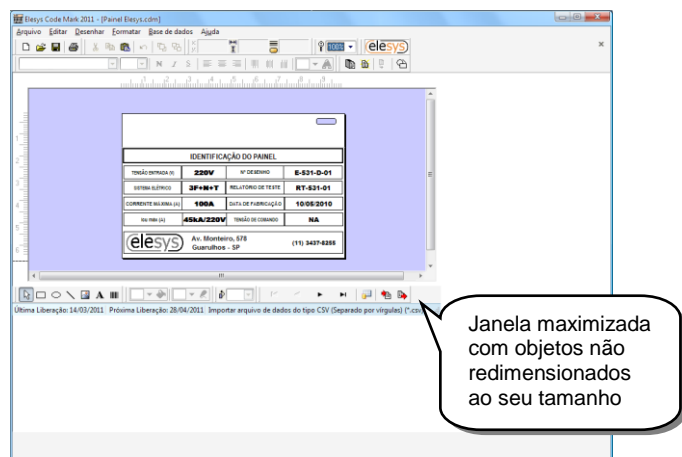 Elesys Code Mark 2011 - [Painel Elesys.cdm]
Arquivo Editar Desenhar Formatar Base de dados Ajuda
100% elesys
N I S
IDENTIFICAÇÃO DO PAINEL
TENSÃO ENTRADA (V) 220V Nº DESENHO E-531-D-01
SISTEMA ELÉTRICO 3F+N+T RELATÓRIO DE TESTE RT-531-01
CORRENTE MÁXIMA (A) 100A DATA DE FABRICAÇÃO 10/05/2010
45kA/220V TENSÃO DE COMANDO NA
elesys Av. Monteiro, 578 (11) 3437-8255
Guarulhos - SP
A
Última Liberação: 14/03/2011 Próxima Liberação: 28/04/2011 Importar arquivo de dados do tipo CSV (Separado por vírgulas) (*.csv)
Janela maximizada
com objetos não
redimensionados
ao seu tamanho